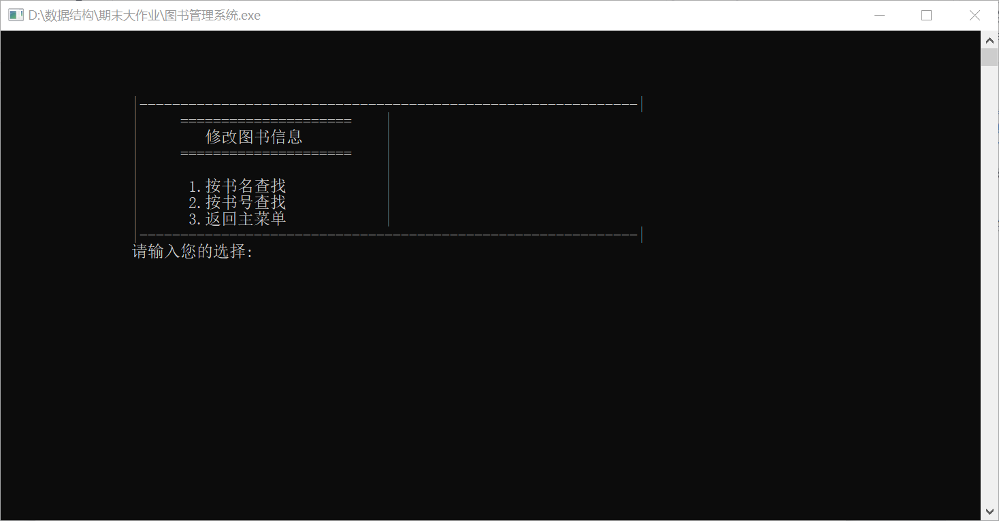 D:\数据结构\期末大作业\图书管理系统.exe
|-------------------------------------------------------------|
|     =====================    |
|        修改图书信息          |
|     =====================    |
|                              |
|      1.按书名查找            |
|      2.按书号查找            |
|      3.返回主菜单            |
|-------------------------------------------------------------|
请输入您的选择: